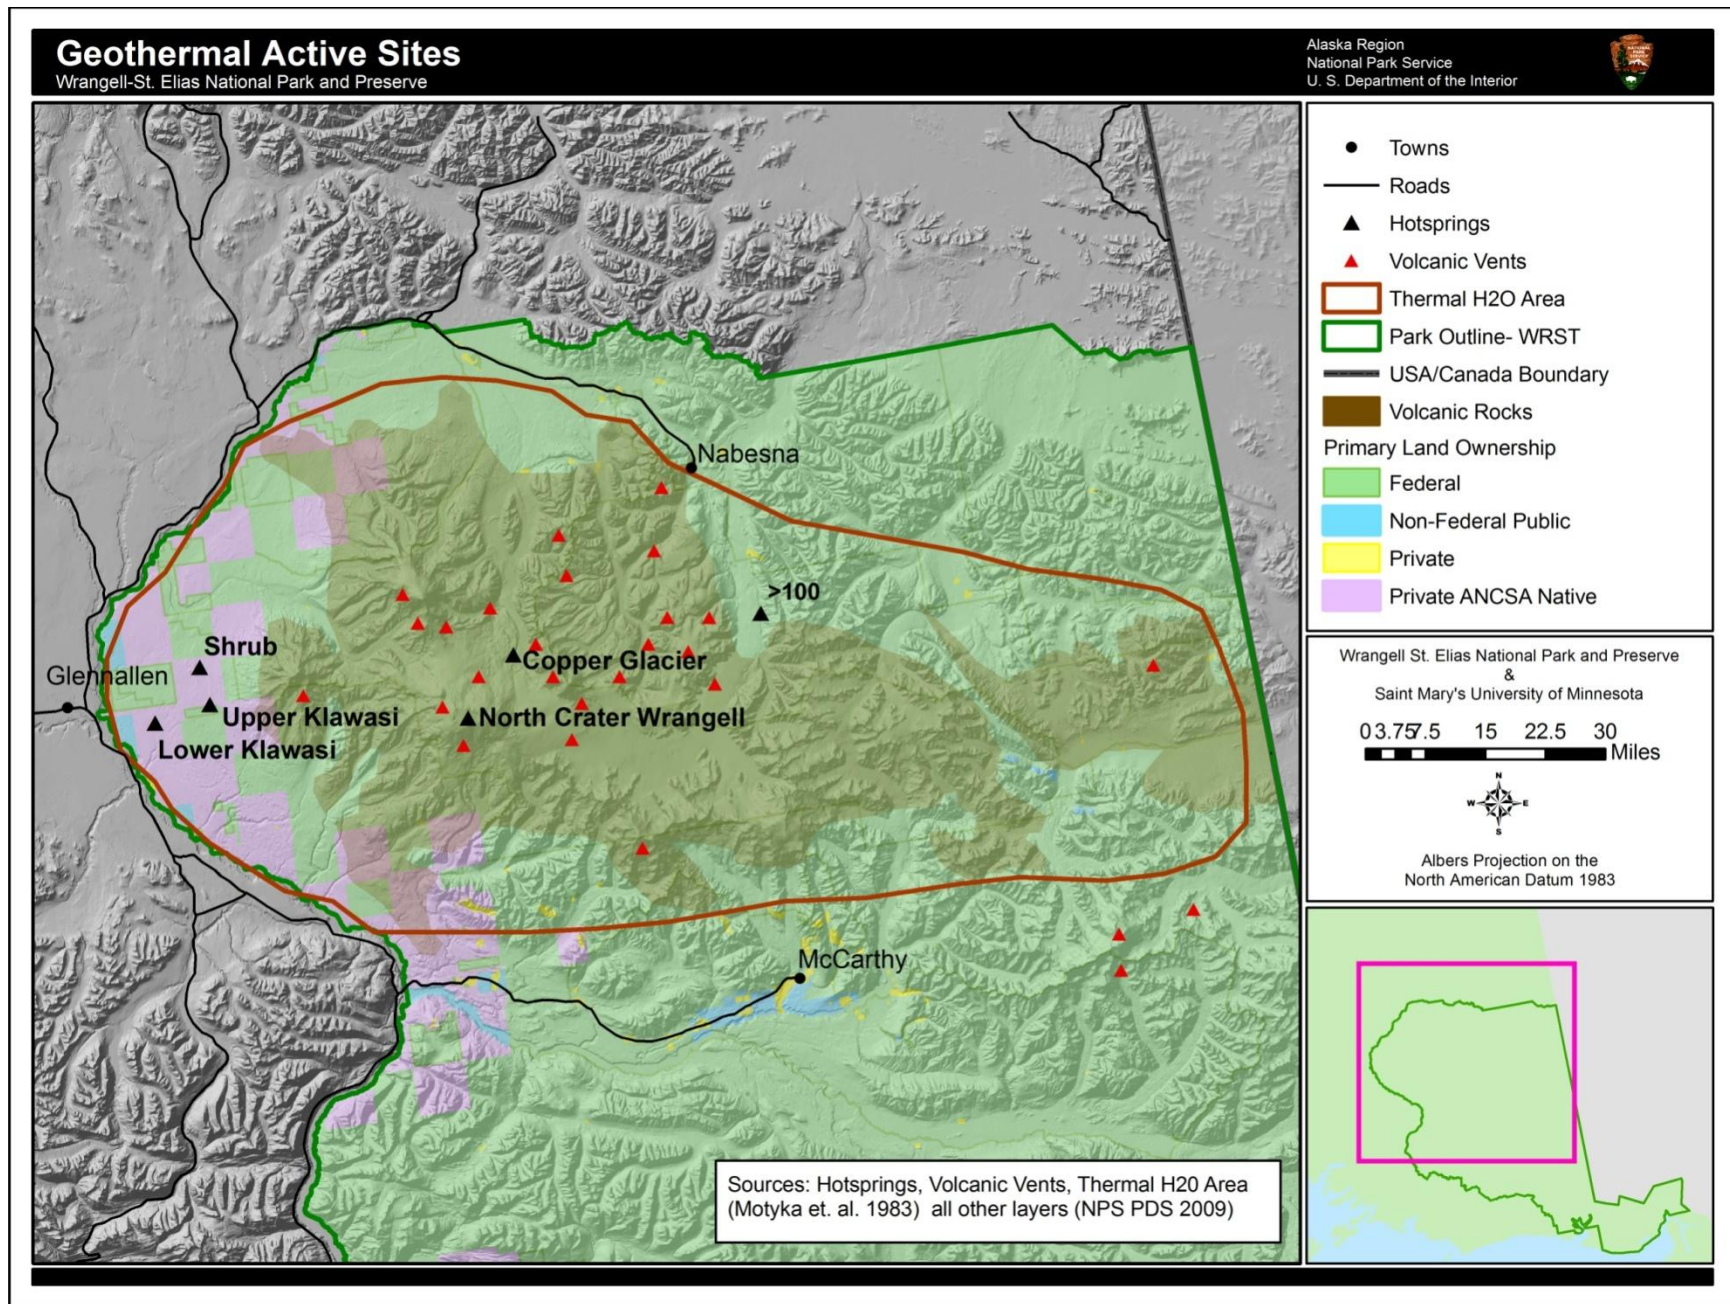 Geothermal Active Sites
Wrangell-St. Elias National Park and Preserve
Alaska Region
National Park Service
U. S. Department of the Interior
NATIONAL
PARK
SERVICE
Towns
Roads
Hotsprings
Volcanic Vents
Thermal H2O Area
Park Outline- WRST
USA/Canada Boundary
Volcanic Rocks
Primary Land Ownership
Federal
Non-Federal Public
Private
Private ANCSA Native
Nabesna
>100
Shrub
Copper Glacier
Glennallen
Upper Klawasi
North Crater Wrangell
Lower Klawasi
McCarthy
Wrangell St. Elias National Park and Preserve
&
Saint Mary's University of Minnesota
0 3.75 7.5 15 22.5 30
Miles
N
W E
S
Albers Projection on the
North American Datum 1983
Sources: Hotsprings, Volcanic Vents, Thermal H20 Area
(Motyka et. al. 1983) all other layers (NPS PDS 2009)